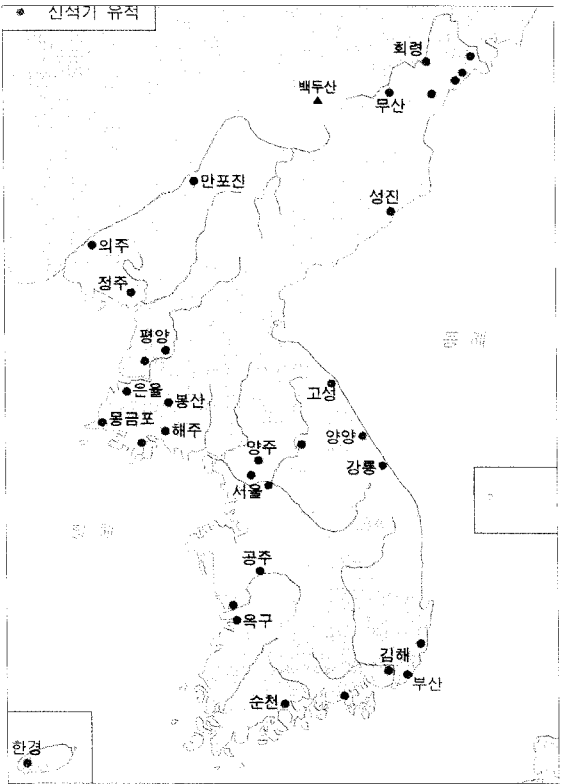 ● 신석기 유적
회령
백두산
무산
만포진
성진
의주
정주
평양
은율
고성
봉산
몽금포
해주
양양
양주
강릉
서울
공주
옥구
김해
부산
순천
한경